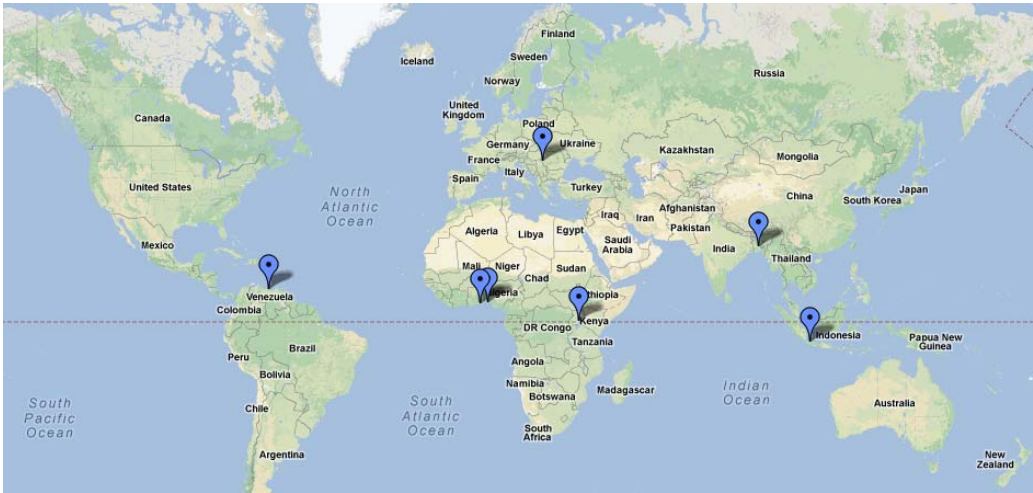 Iceland
Finland
Sweden
Norway
Russia
Canada
United
Kingdom
Poland
Germany
Ukraine
France
Kazakhstan
Mongolia
Spain
Italy
Turkey
United States
North
Atlantic
Ocean
China
Japan
South Korea
Afghanistan
Iraq
Iran
Pakistan
Algeria
Libya
Egypt
Saudi
Arabia
India
Thailand
Mexico
Mali
Niger
Chad
Sudan
Venezuela
Colombia
DR Congo
Kenya
Tanzania
Indonesia
Papua New
Guinea
Brazil
Peru
Bolivia
Angola
Namibia
Botswana
Madagascar
Indian
Ocean
South
Pacific
Ocean
Chile
South
Atlantic
Ocean
South
Africa
Australia
Argentina
New
Zealand